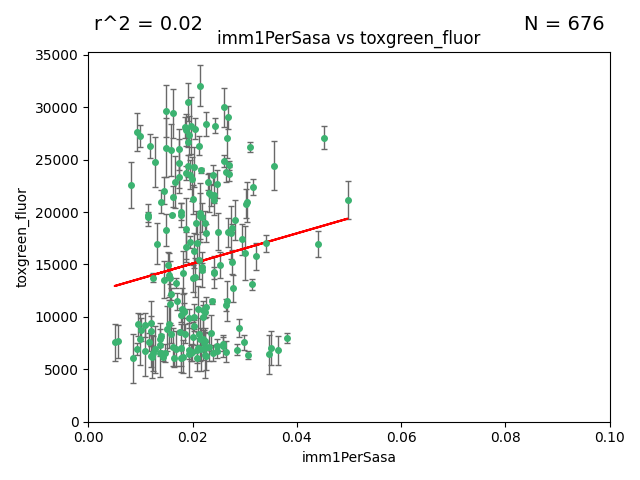 r^2 = 0.02
N = 676
imm1PerSasa vs toxgreen_fluor
35000
30000
25000
20000
15000
10000
5000
0
toxgreen_fluor
0.00
0.02
0.04
0.06
0.08
0.10
imm1PerSasa